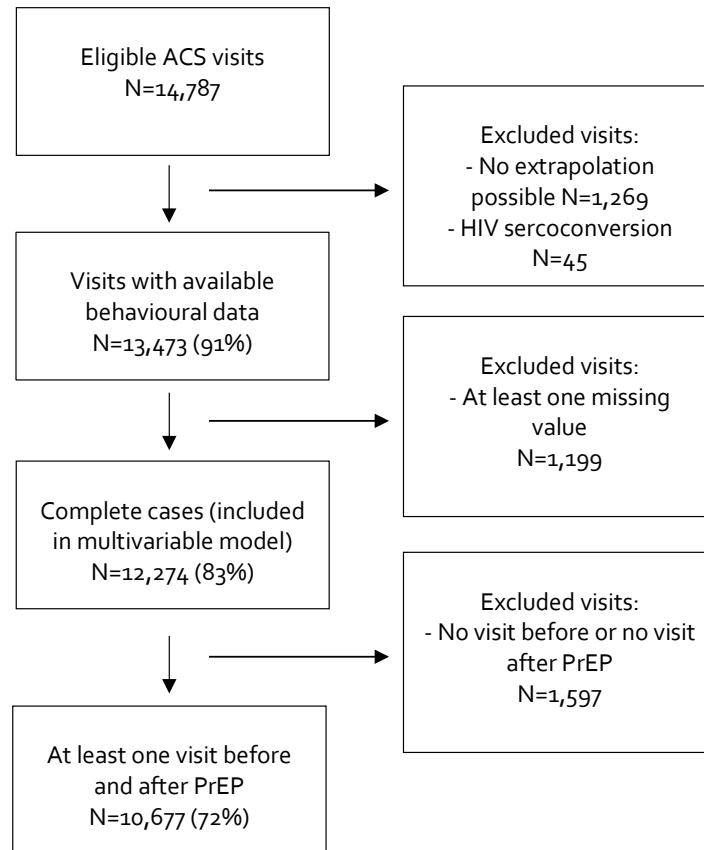 Eligible ACS visits
N=14,787
Excluded visits:
- No extrapolation
possible N=1,269
- HIV sercoconversion
N=45
Visits with available
behavioural data
N=13,473 (91%)
Excluded visits:
- At least one missing
value
N=1,199
Complete cases (included
in multivariable model)
N=12,274 (83%)
Excluded visits:
- No visit before or no visit
after PrEP
N=1,597
At least one visit before
and after PrEP
N=10,677 (72%)